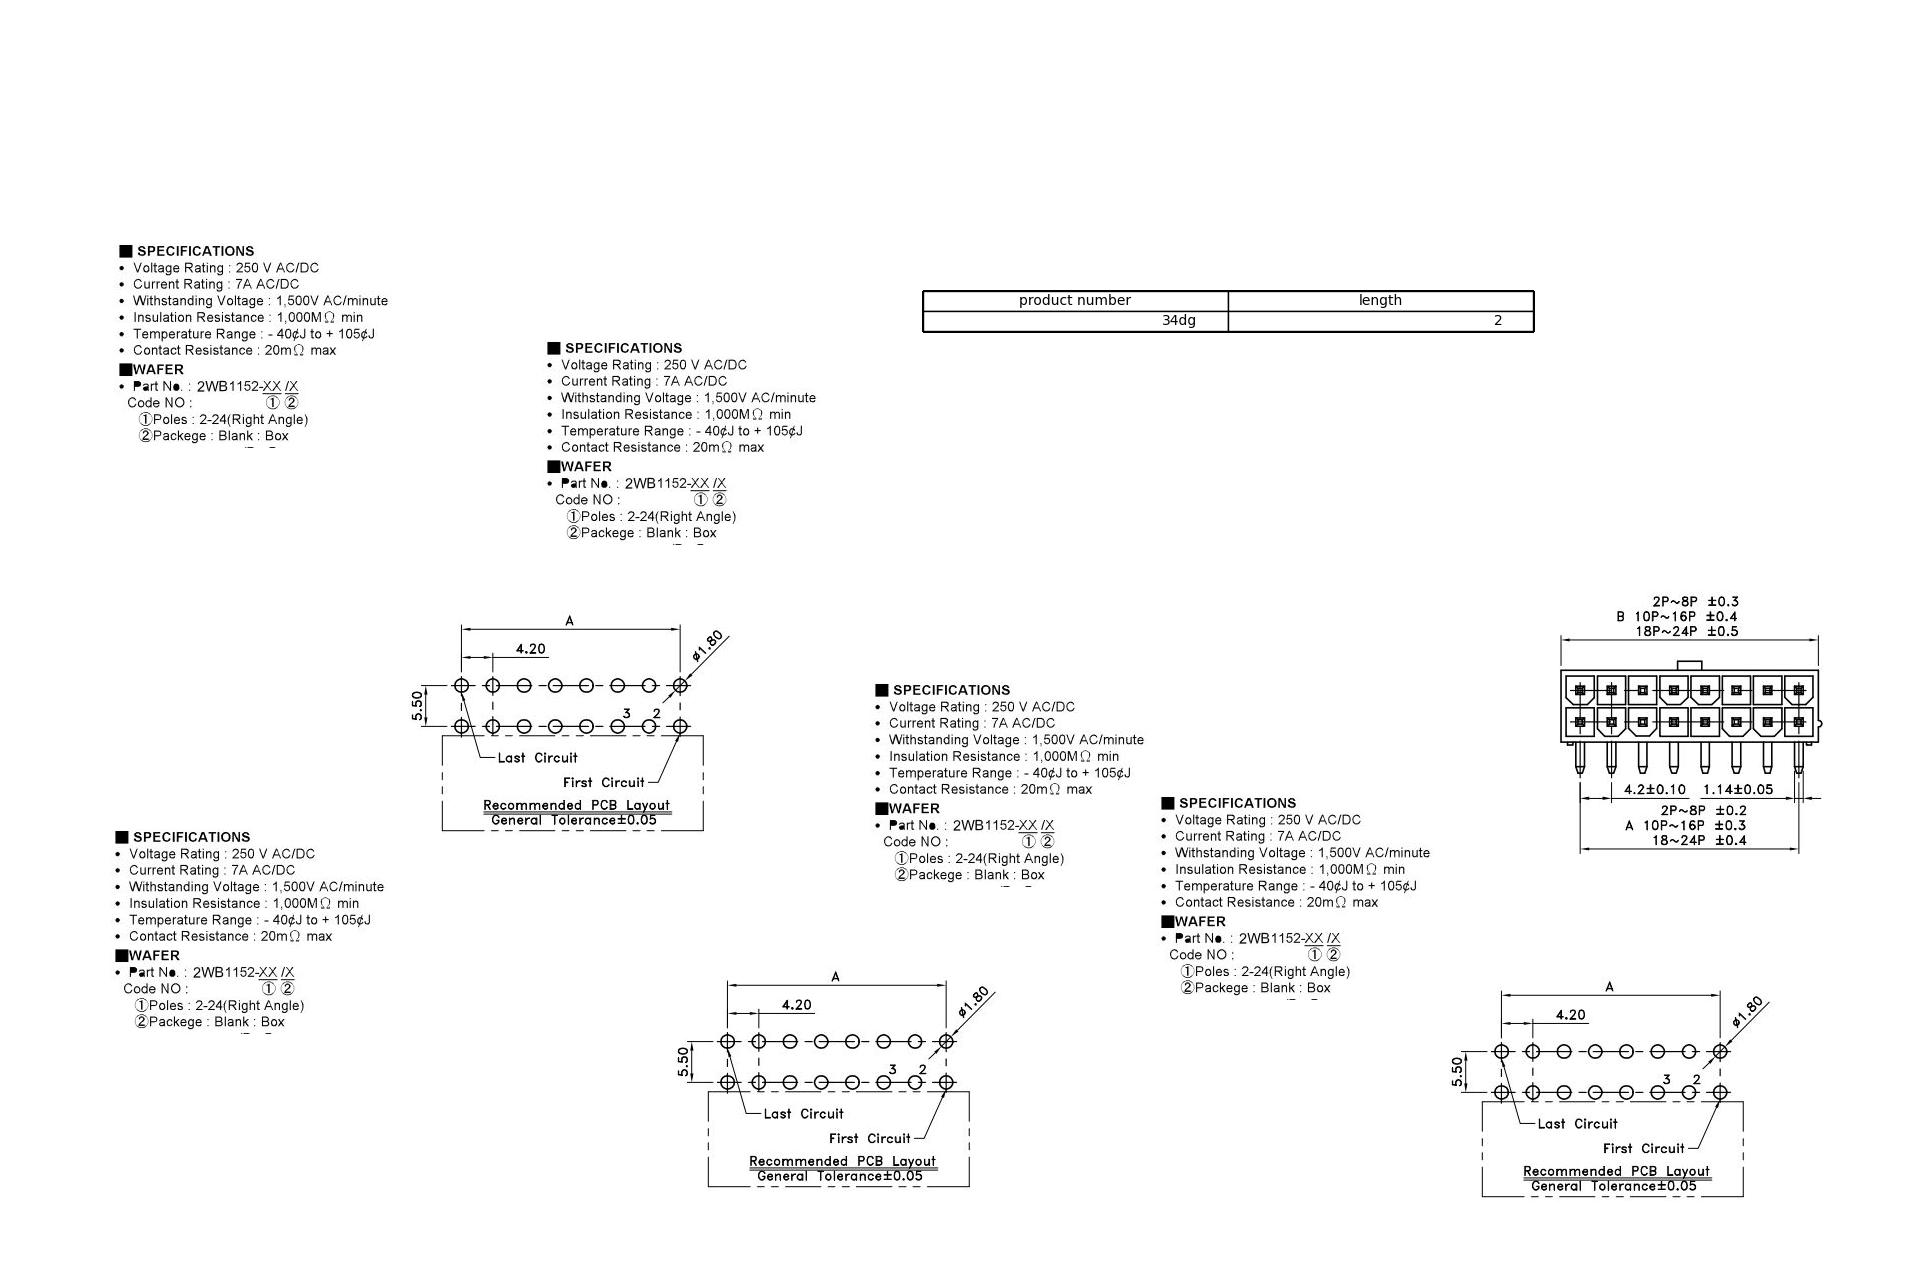 ■ SPECIFICATIONS
• Voltage Rating : 250 V AC/DC
• Current Rating : 7A AC/DC
• Withstanding Voltage : 1,500V AC/minute
• Insulation Resistance : 1,000MΩ min
• Temperature Range : - 40¢J to + 105¢J
• Contact Resistance : 20mΩ max
■WAFER
• Part No. : 2WB1152-XX /X
Code NO : ① ②
①Poles : 2-24(Right Angle)
②Packege : Blank : Box
product number length
34dg 2
■ SPECIFICATIONS
• Voltage Rating : 250 V AC/DC
• Current Rating : 7A AC/DC
• Withstanding Voltage : 1,500V AC/minute
• Insulation Resistance : 1,000MΩ min
• Temperature Range : - 40¢J to + 105¢J
• Contact Resistance : 20mΩ max
■WAFER
• Part No. : 2WB1152-XX /X
Code NO : ① ②
①Poles : 2-24(Right Angle)
②Packege : Blank : Box
A
4.20
ø1.80
5.50
3 2
Last Circuit
First Circuit
Recommended PCB Layout
General Tolerance±0.05
2P~8P ±0.3
B 10P~16P ±0.4
18P~24P ±0.5
4.2±0.10 1.14±0.05
2P~8P ±0.2
A 10P~16P ±0.3
18~24P ±0.4
■ SPECIFICATIONS
• Voltage Rating : 250 V AC/DC
• Current Rating : 7A AC/DC
• Withstanding Voltage : 1,500V AC/minute
• Insulation Resistance : 1,000MΩ min
• Temperature Range : - 40¢J to + 105¢J
• Contact Resistance : 20mΩ max
■WAFER
• Part No. : 2WB1152-XX /X
Code NO : ① ②
①Poles : 2-24(Right Angle)
②Packege : Blank : Box
■ SPECIFICATIONS
• Voltage Rating : 250 V AC/DC
• Current Rating : 7A AC/DC
• Withstanding Voltage : 1,500V AC/minute
• Insulation Resistance : 1,000MΩ min
• Temperature Range : - 40¢J to + 105¢J
• Contact Resistance : 20mΩ max
■WAFER
• Part No. : 2WB1152-XX /X
Code NO : ① ②
①Poles : 2-24(Right Angle)
②Packege : Blank : Box
■ SPECIFICATIONS
• Voltage Rating : 250 V AC/DC
• Current Rating : 7A AC/DC
• Withstanding Voltage : 1,500V AC/minute
• Insulation Resistance : 1,000MΩ min
• Temperature Range : - 40¢J to + 105¢J
• Contact Resistance : 20mΩ max
■WAFER
• Part No. : 2WB1152-XX /X
Code NO : ① ②
①Poles : 2-24(Right Angle)
②Packege : Blank : Box
A
4.20
ø1.80
5.50
3 2
Last Circuit
First Circuit
Recommended PCB Layout
General Tolerance±0.05
A
4.20
ø1.80
5.50
3 2
Last Circuit
First Circuit
Recommended PCB Layout
General Tolerance±0.05